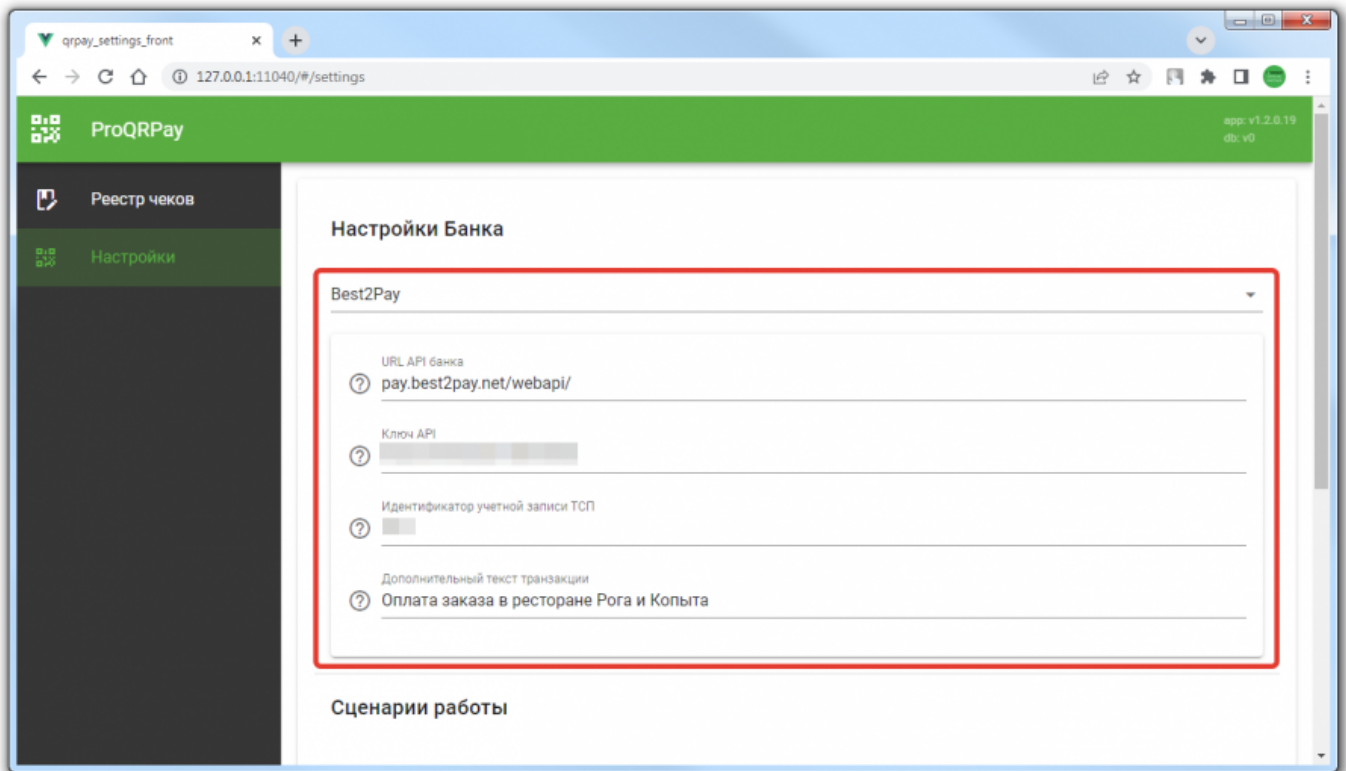 qrpay_settings_front
127.0.0.1:11040/#/settings
ProQRPay
app: v1.2.0.19
db: v0
Реестр чеков
Настройки
Настройки Банка
Best2Pay
URL API банка
pay.best2pay.net/webapi/
Ключ API
Идентификатор учетной записи ТСП
Дополнительный текст транзакции
Оплата заказа в ресторане Рога и Копыта
Сценарии работы